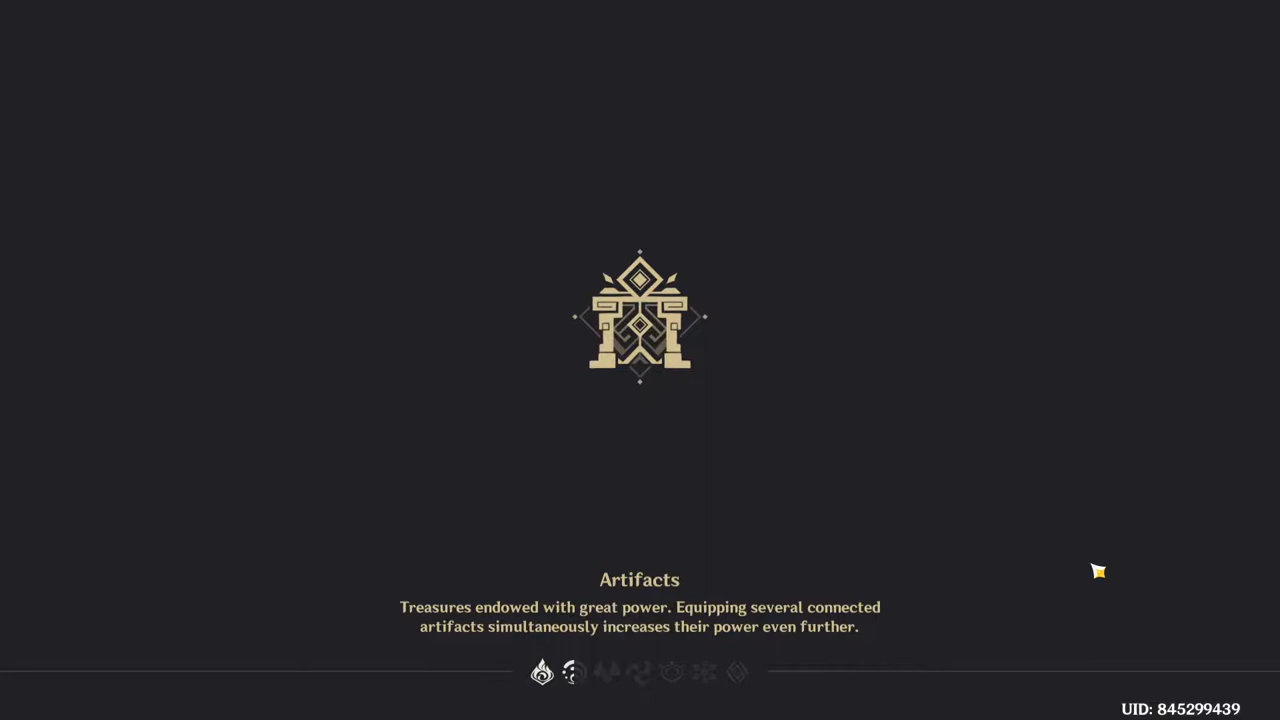 Artifacts
Treasures endowed with great power. Equipping several connected
artifacts simultaneously increases their power even further.
UID: 845299439